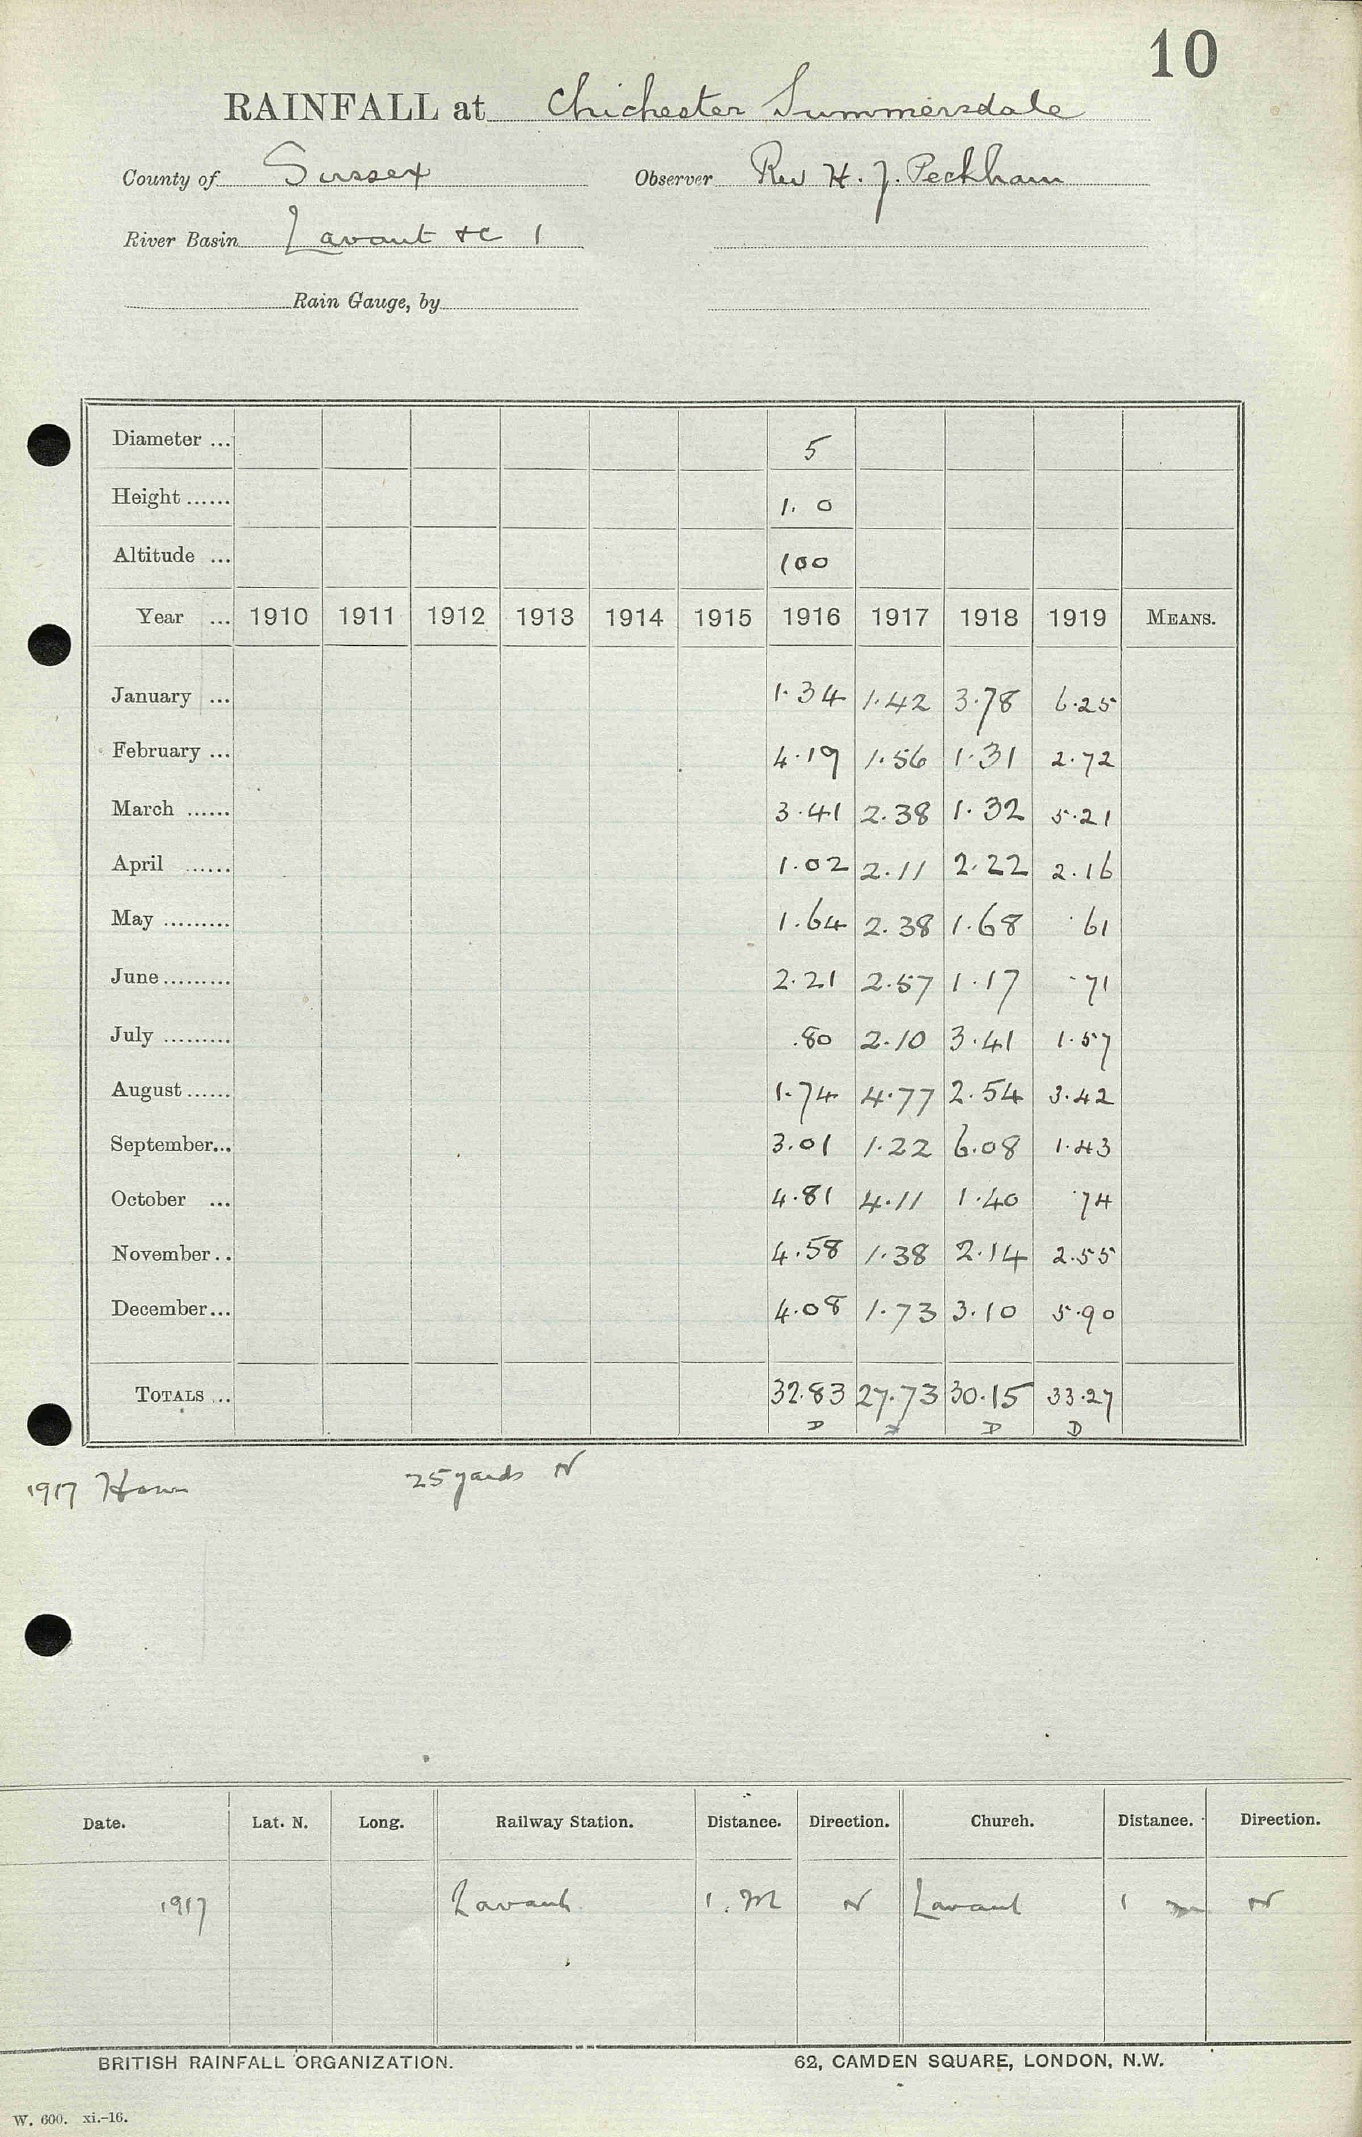 10
RAINFALL at Chichester Summersdale
County of Sussex Observer Rev H. J. Peckham
River Basin Lavant &c 1
Rain Gauge, by
Diameter ... 5
Height ...... 1. 0
Altitude ... 100
Year ... 1910 1911 1912 1913 1914 1915 1916 1917 1918 1919 MEANS.
January ... 1.34 1.42 3.78 6.25
February ... 4.19 1.56 1.31 2.72
March ...... 3.41 2.38 1.32 5.21
April ...... 1.02 2.11 2.22 2.16
May ......... 1.64 2.38 1.68 .61
June ......... 2.21 2.57 1.17 .71
July ......... .80 2.10 3.41 1.57
August ...... 1.74 4.77 2.54 3.42
September... 3.01 1.22 6.08 1.43
October ... 4.81 4.11 1.40 .74
November .. 4.58 1.38 2.14 2.55
December... 4.08 1.73 3.10 5.90
TOTALS ... 32.83 27.73 30.15 33.27
D D D
1917 25 yards N
Date. Lat. N. Long. Railway Station. Distance. Direction. Church. Distance. Direction.
1917 Lavant 1. M N Lavant 1 m N
BRITISH RAINFALL ORGANIZATION. 62, CAMDEN SQUARE, LONDON, N.W.
W. 600. xi.-16.